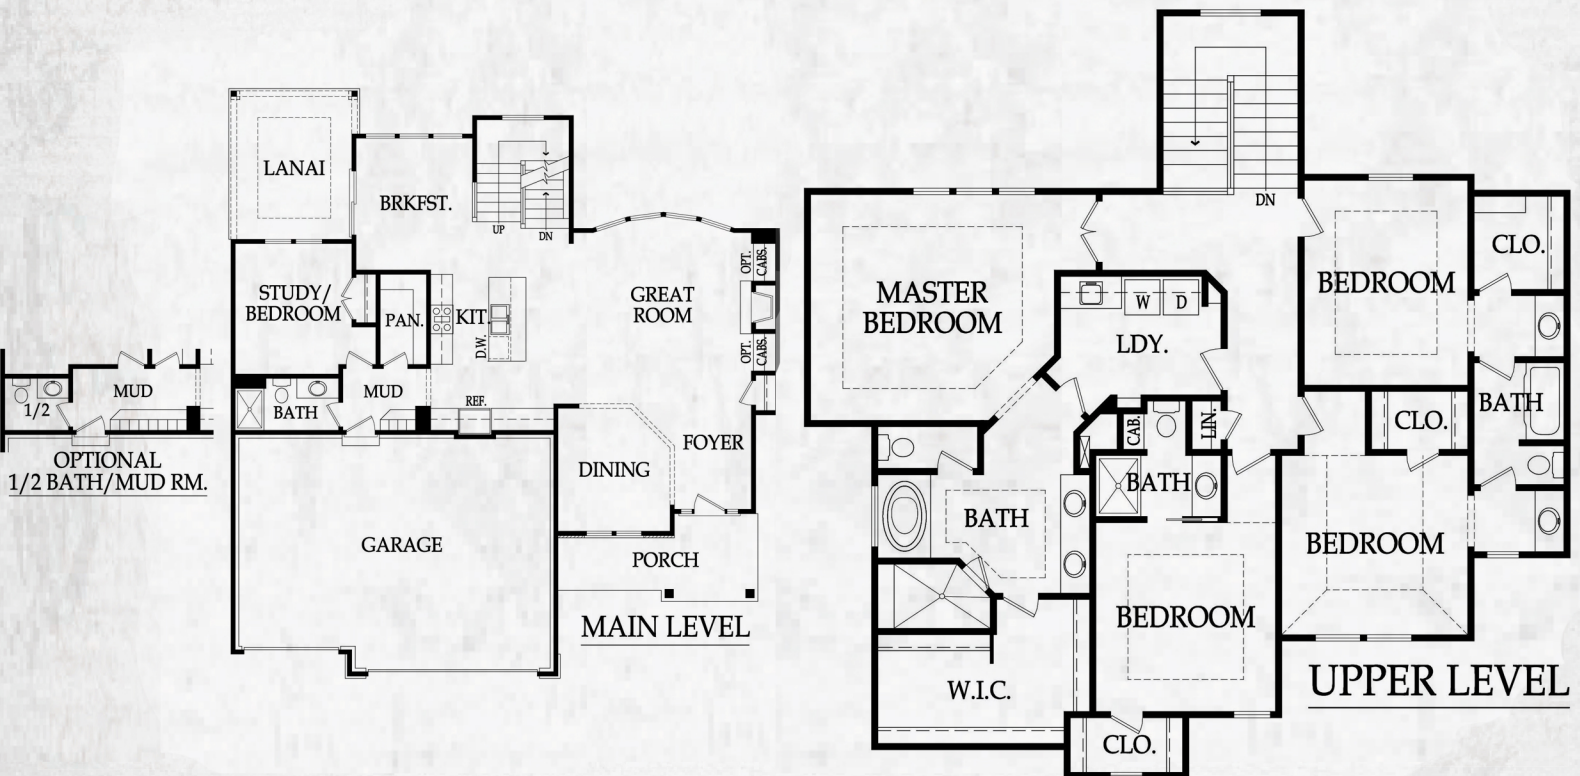 LANAI
BRKFST.
UP
DN
STUDY/
BEDROOM
PAN.
KIT.
D.W.
GREAT
ROOM
OPT.
CABS.
OPT.
CABS.
MUD
1/2
OPTIONAL
1/2 BATH/MUD RM.
BATH
MUD
REF.
DINING
FOYER
GARAGE
PORCH
MAIN LEVEL
DN
MASTER
BEDROOM
W
D
LDY.
BEDROOM
CLO.
CLO.
BATH
CAB.
LIN.
BATH
BATH
BEDROOM
BEDROOM
W.I.C.
CLO.
UPPER LEVEL